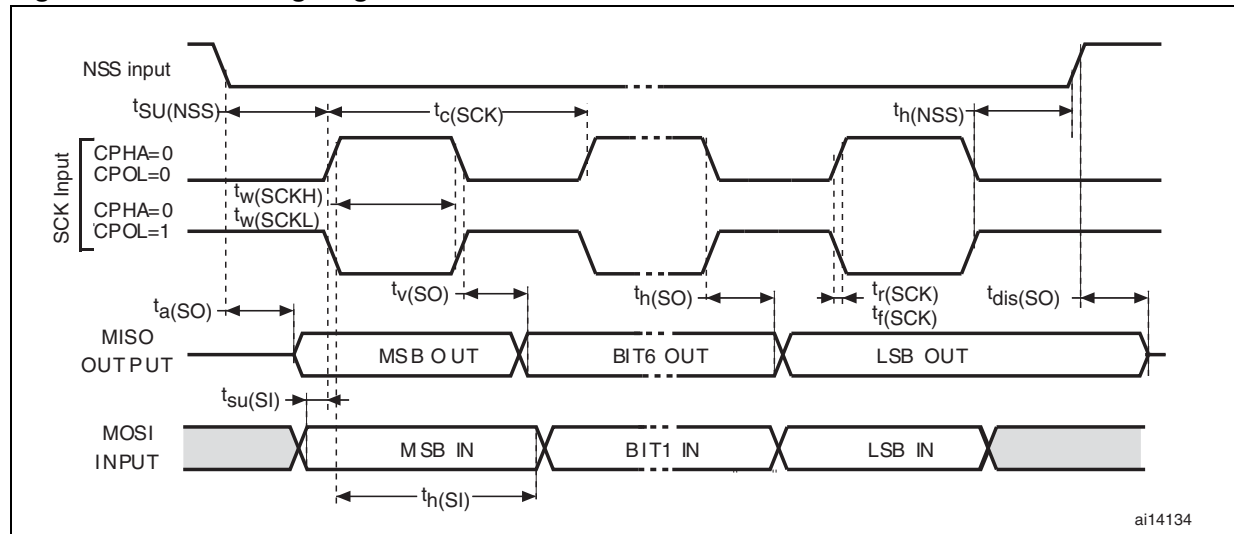 NSS input
tSU(NSS)
tc(SCK)
th(NSS)
SCK Input
CPHA=0
CPOL=0
tw(SCKH)
tw(SCKL)
CPHA=0
CPOL=1
ta(SO)
tv(SO)
th(SO)
tr(SCK)
tf(SCK)
tdis(SO)
MISO
OUTPUT
MSB OUT
BIT6 OUT
LSB OUT
tsu(SI)
MOSI
INPUT
MSB IN
BIT1 IN
LSB IN
th(SI)
ai14134